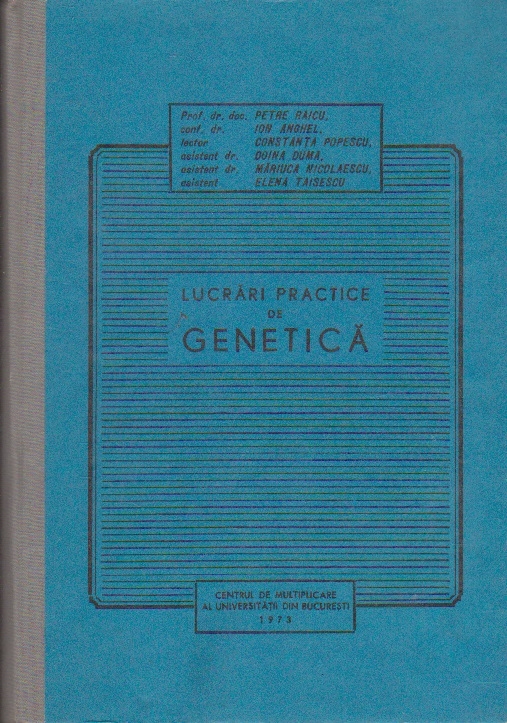 Prof. dr. doc. PETRE RAICU,
conf. dr. ION ANGHEL,
lector CONSTANTA POPESCU,
asistent dr. DOINA DUMA,
asistent dr. MĂRIUCA NICOLAESCU,
asistent ELENA TAISESCU
LUCRĂRI PRACTICE
DE
GENETICĂ
CENTRUL DE MULTIPLICARE
AL UNIVERSITĂȚII DIN BUCUREȘTI
1973